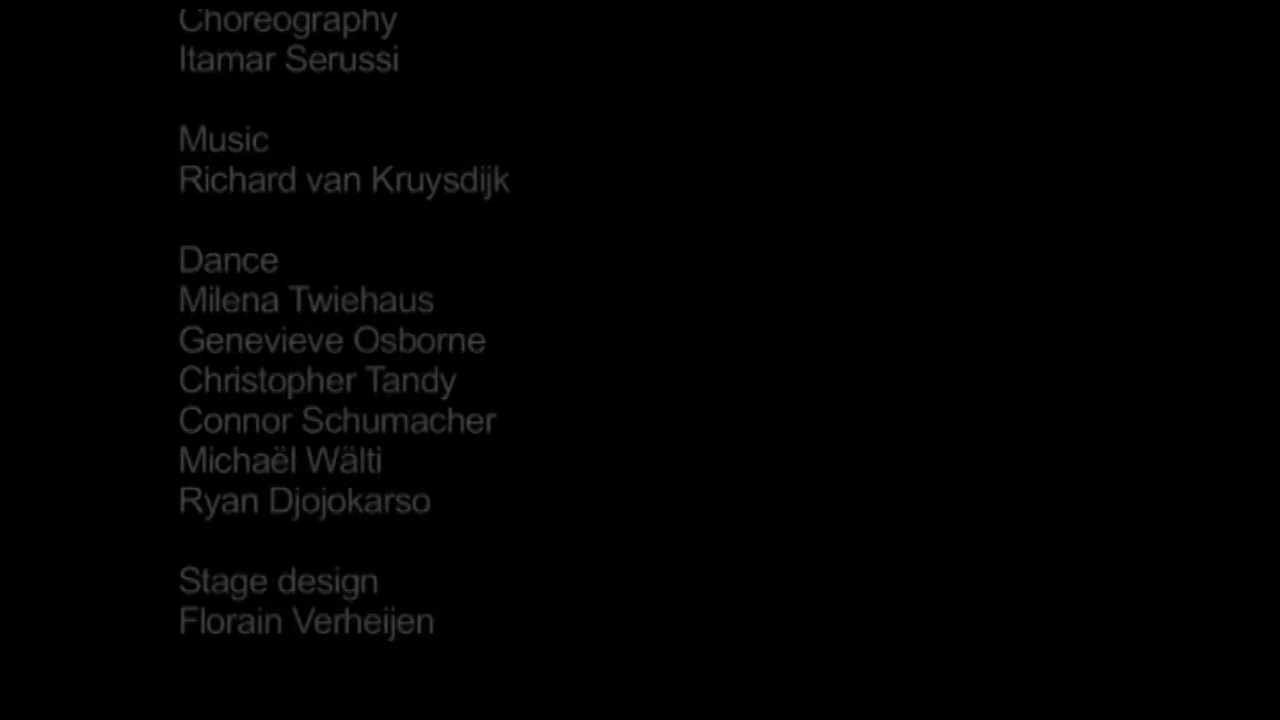 Choreography
Itamar Serussi
Music
Richard van Kruysdijk
Dance
Milena Twiehaus
Genevieve Osborne
Christopher Tandy
Connor Schumacher
Michaël Wälti
Ryan Djojokarso
Stage design
Florain Verheijen